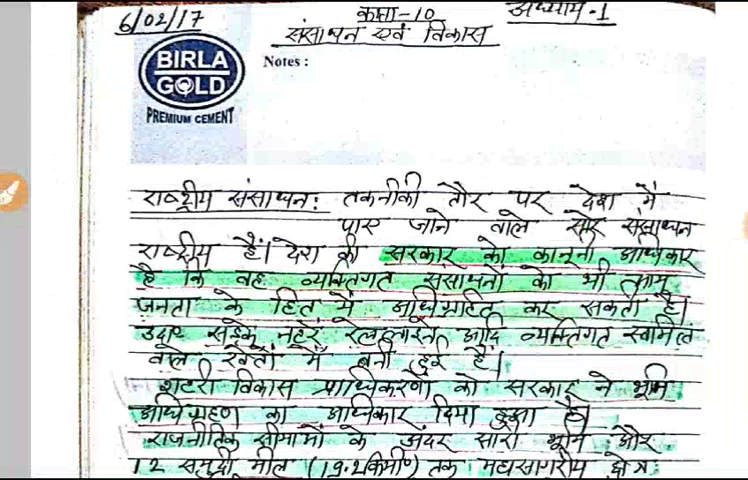 6/02/17
कक्षा-10
अध्याय-1
संसाधन एवं विकास
BIRLA
GOLD
PREMIUM CEMENT
Notes :
राष्ट्रीय संसाधन: तकनीकी तौर पर देश में
पाए जाने वाले सारे संसाधन
राष्ट्रीय हैं। देश की सरकार को कानूनी अधिकार
है कि वह व्यक्तिगत संसाधनों को भी आम
जनता के हित में अधिग्रहित कर सकती है।
उदा० सड़क, नहरें, रेललाइनें आदि व्यक्तिगत स्वामित्व
वाले खेतों में बनी हुई हैं।
शहरी विकास प्राधिकरणों को सरकार ने भूमि
अधिग्रहण का अधिकार दिया हुआ है।
राजनीतिक सीमाओं के अंदर सारी भूमि और
12 समुद्री मील (19.2 किमी०) तक महासागरीय क्षेत्र